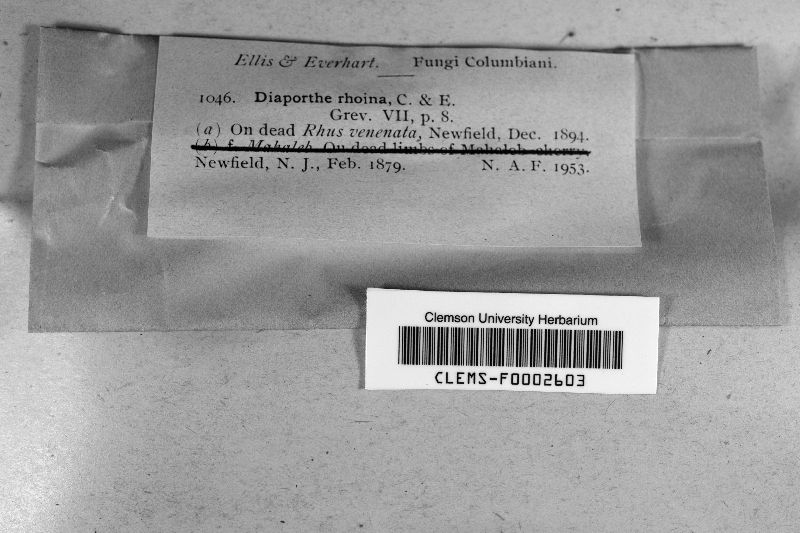 Ellis & Everhart. Fungi Columbiani.
1046. Diaporthe rhoina, C. & E.
Grev. VII, p. 8.
(a) On dead Rhus venenata, Newfield, Dec. 1894.
(b) f. Mahaleb. On dead limbs of Mahaleb cherry
Newfield, N. J., Feb. 1879. N. A. F. 1953.
Clemson University Herbarium
CLEMS-F0002603